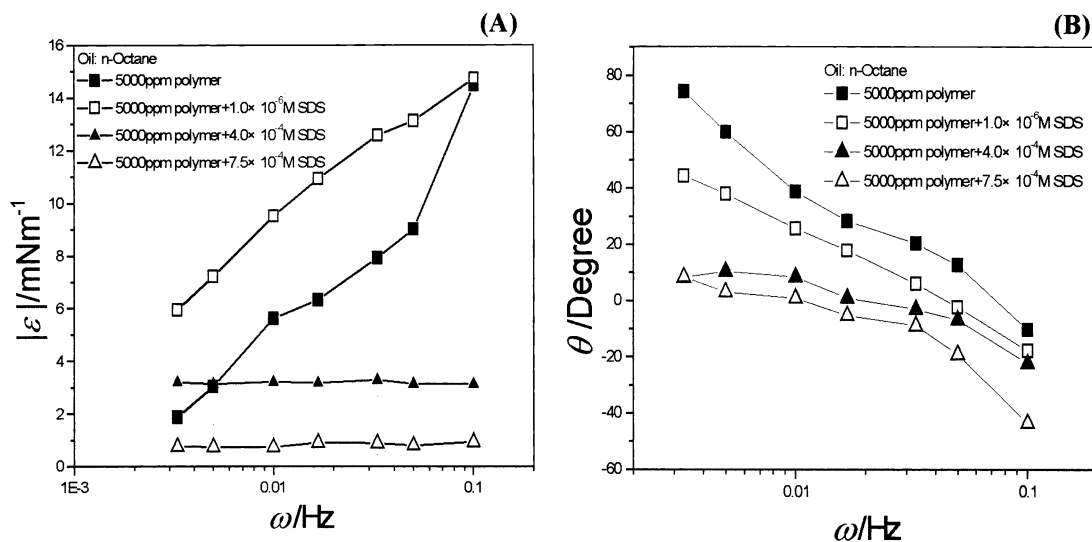 (A)
Oil: n-Octane
5000ppm polymer
5000ppm polymer+1.0× 10⁻⁶M SDS
5000ppm polymer+4.0× 10⁻⁴M SDS
5000ppm polymer+7.5× 10⁻⁴M SDS
16
14
12
10
8
6
4
2
0
|ε|/mNm⁻¹
1E-3
0.01
0.1
ω/Hz
(B)
Oil: n-Octane
5000ppm polymer
5000ppm polymer+1.0× 10⁻⁶M SDS
5000ppm polymer+4.0× 10⁻⁴M SDS
5000ppm polymer+7.5× 10⁻⁴M SDS
80
60
40
20
0
-20
-40
-60
θ/Degree
0.01
0.1
ω/Hz